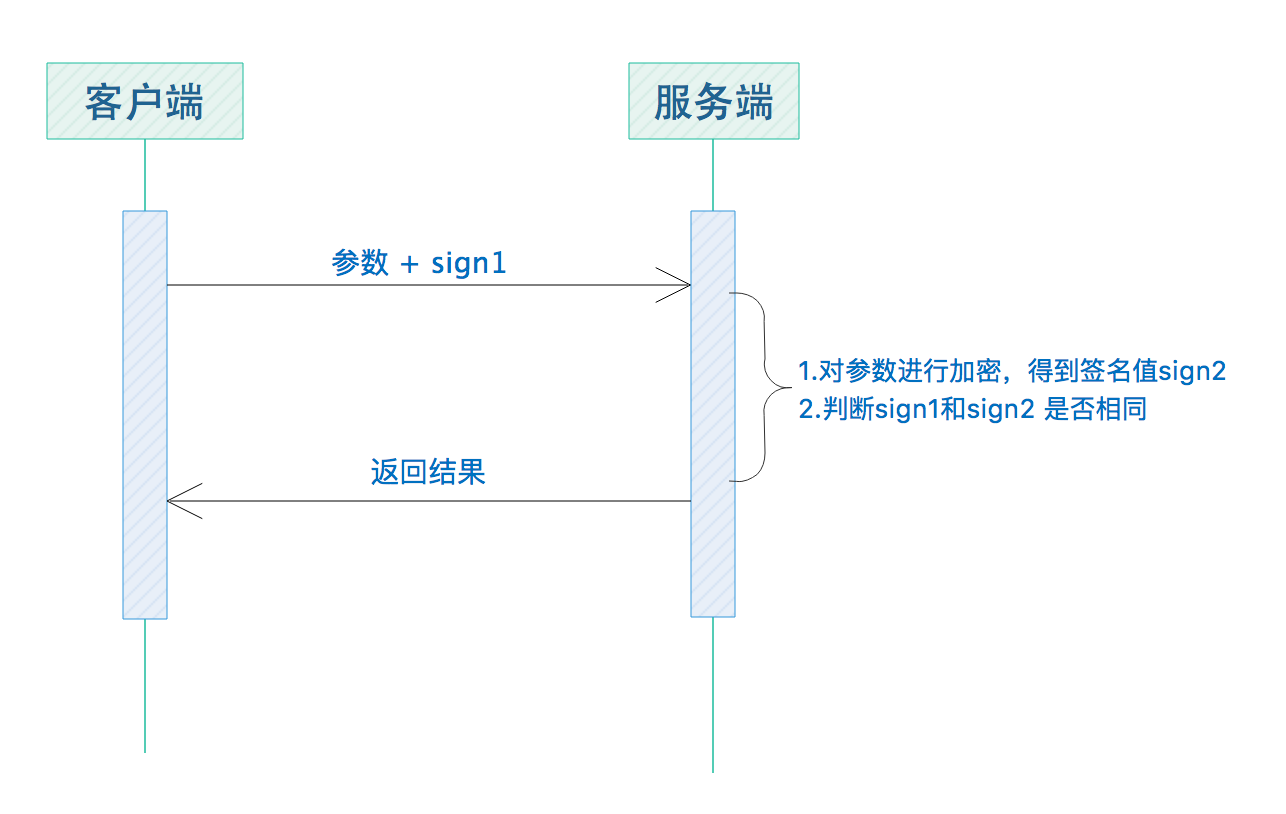 客户端
服务端
参数 + sign1
1.对参数进行加密，得到签名值sign2
2.判断sign1和sign2 是否相同
返回结果